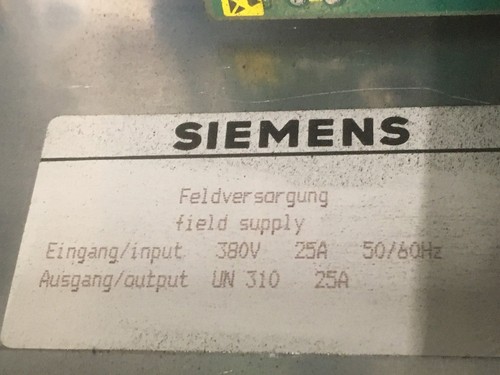 SIEMENS
Feldversorgung
field supply
Eingang/input 380V 25A 50/60Hz
Ausgang/output UN 310 25A